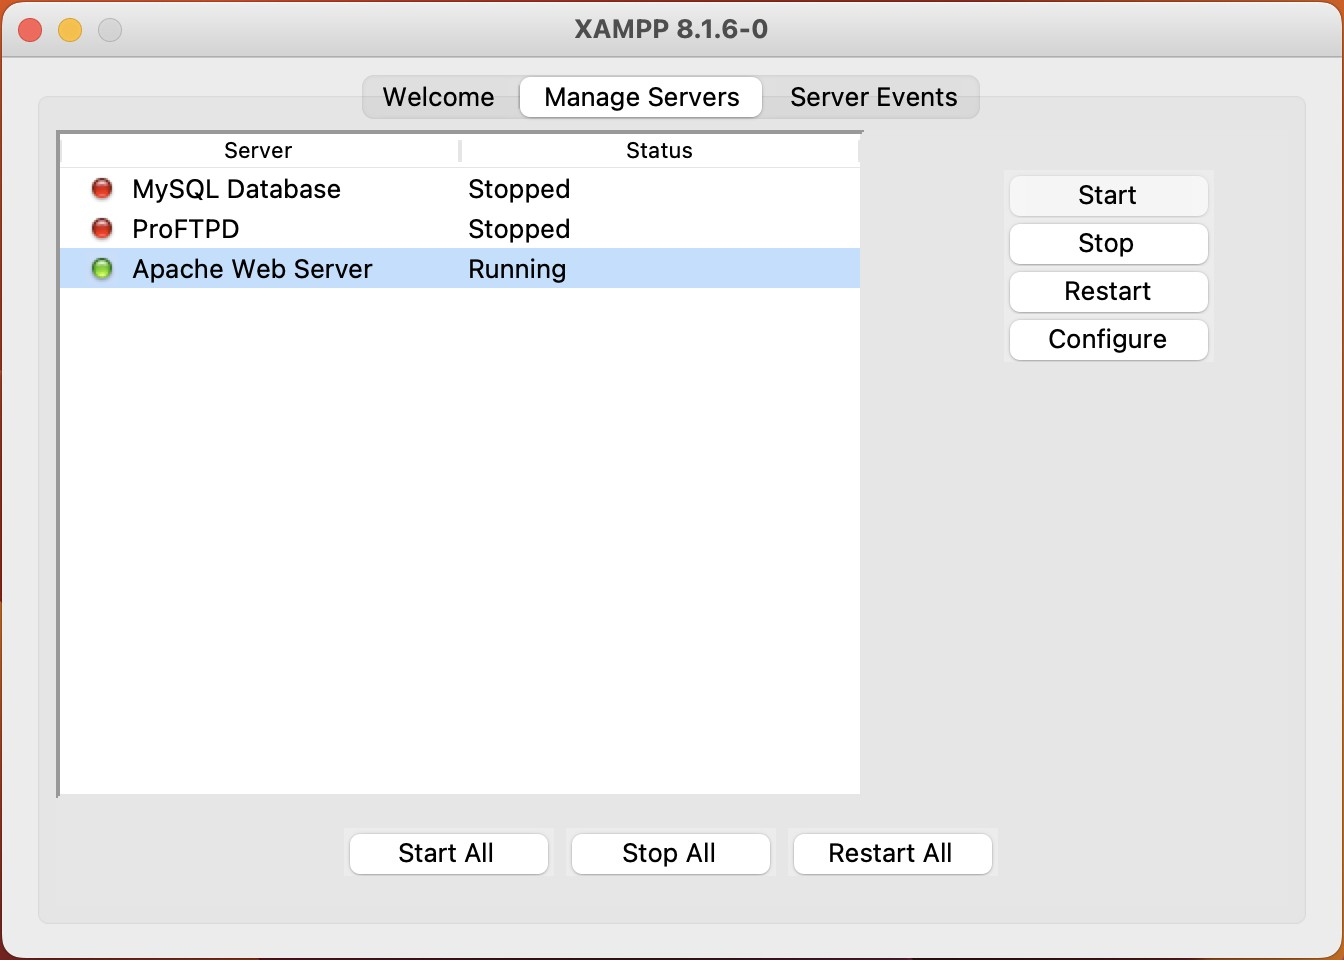 XAMPP 8.1.6-0
Welcome Manage Servers Server Events
Server Status
MySQL Database Stopped
ProFTPD Stopped
Apache Web Server Running
Start
Stop
Restart
Configure
Start All Stop All Restart All